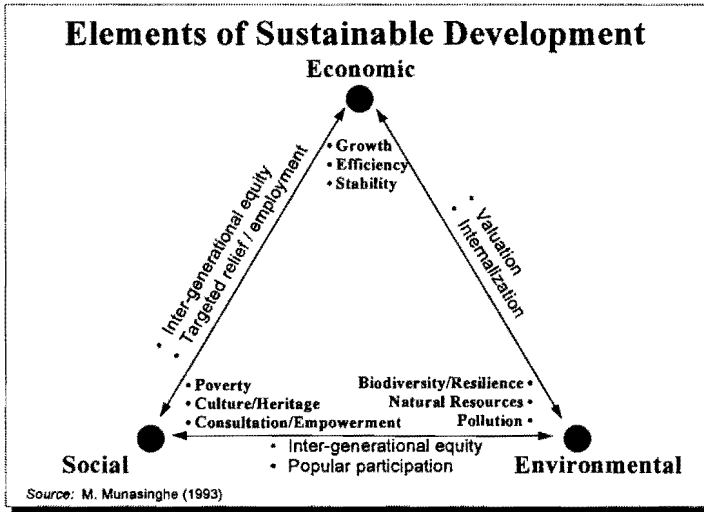 Elements of Sustainable Development
Economic
• Growth
• Efficiency
• Stability
• Inter-generational equity
• Targeted relief / employment
• Valuation
• Internalization
• Poverty
• Culture/Heritage
• Consultation/Empowerment
Biodiversity/Resilience •
Natural Resources •
Pollution •
Social
• Inter-generational equity
• Popular participation
Environmental
Source: M. Munasinghe (1993)